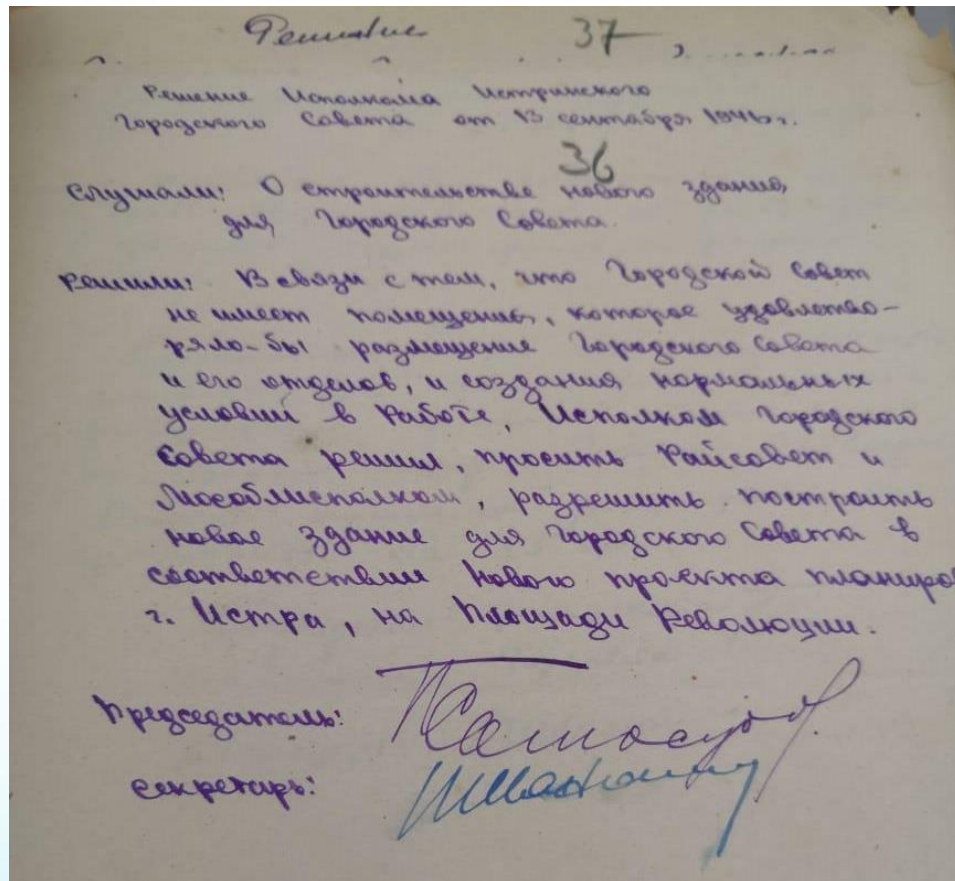 Решение 37
Решение Исполкома Истринского
Городского Совета от 13 сентября 1946 г.
36
Слушали: О строительстве нового здания
для Городского Совета.
Решили: В связи с тем, что Городской Совет
не имеет помещения, которое удовлетво-
ряло-бы размещение Городского Совета
и его отделов, и создания нормальных
условий в работе, Исполком Городского
Совета решил, просить Райсовет и
Мособлисполком, разрешить построить
новое здание для Городского Совета в
соответствии нового проекта планиро
г. Истра, на Площади Революции.
Председатель:
Секретарь: